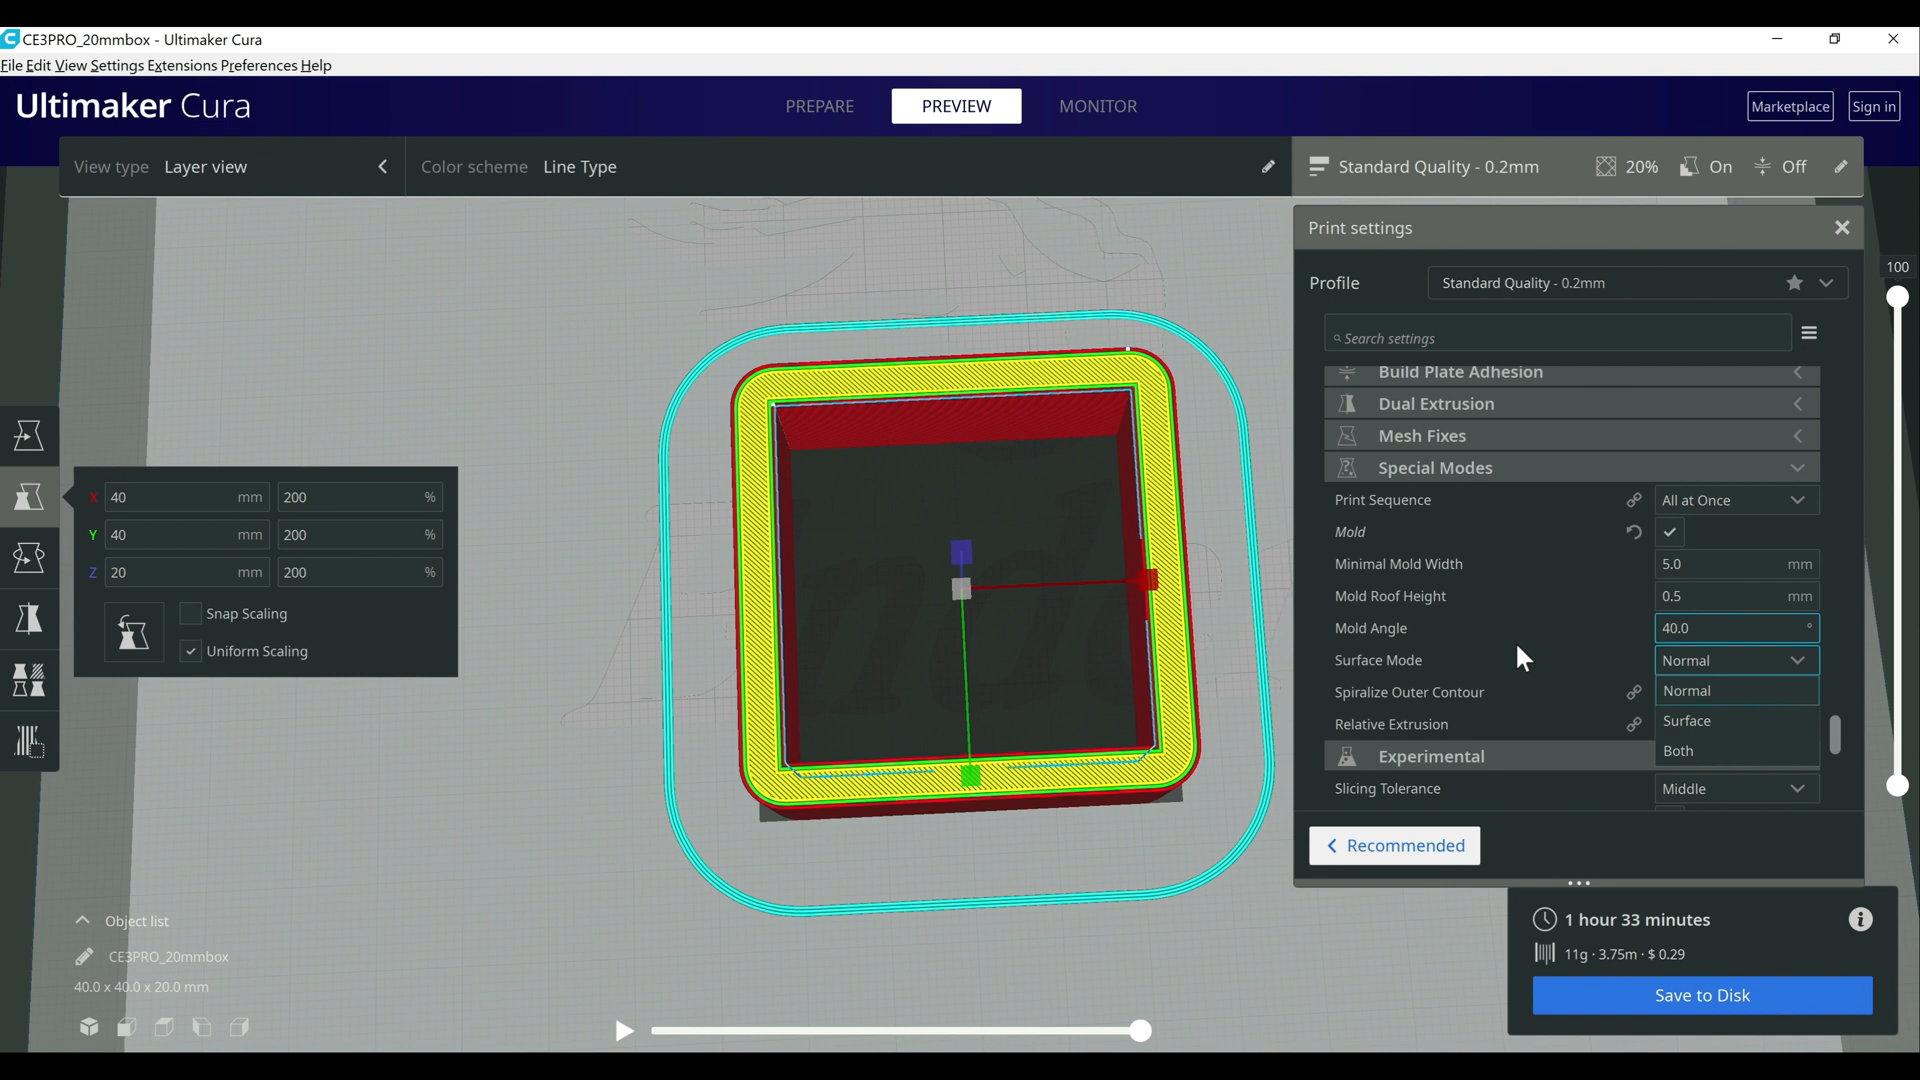 CE3PRO_20mmbox - Ultimaker Cura
File Edit View Settings Extensions Preferences Help
Ultimaker Cura
PREPARE
PREVIEW
MONITOR
Marketplace
Sign in
View type Layer view
Color scheme Line Type
Standard Quality - 0.2mm
20%
On
Off
Print settings
Profile
Standard Quality - 0.2mm
Search settings
Build Plate Adhesion
Dual Extrusion
Mesh Fixes
Special Modes
Print Sequence All at Once
Mold
Minimal Mold Width 5.0 mm
Mold Roof Height 0.5 mm
Mold Angle 40.0 °
Surface Mode Normal
Spiralize Outer Contour
Normal
Relative Extrusion
Surface
Both
Experimental
Slicing Tolerance Middle
Recommended
100
X 40 mm 200 %
Y 40 mm 200 %
Z 20 mm 200 %
Snap Scaling
Uniform Scaling
Object list
CE3PRO_20mmbox
40.0 x 40.0 x 20.0 mm
1 hour 33 minutes
11g · 3.75m · $ 0.29
Save to Disk